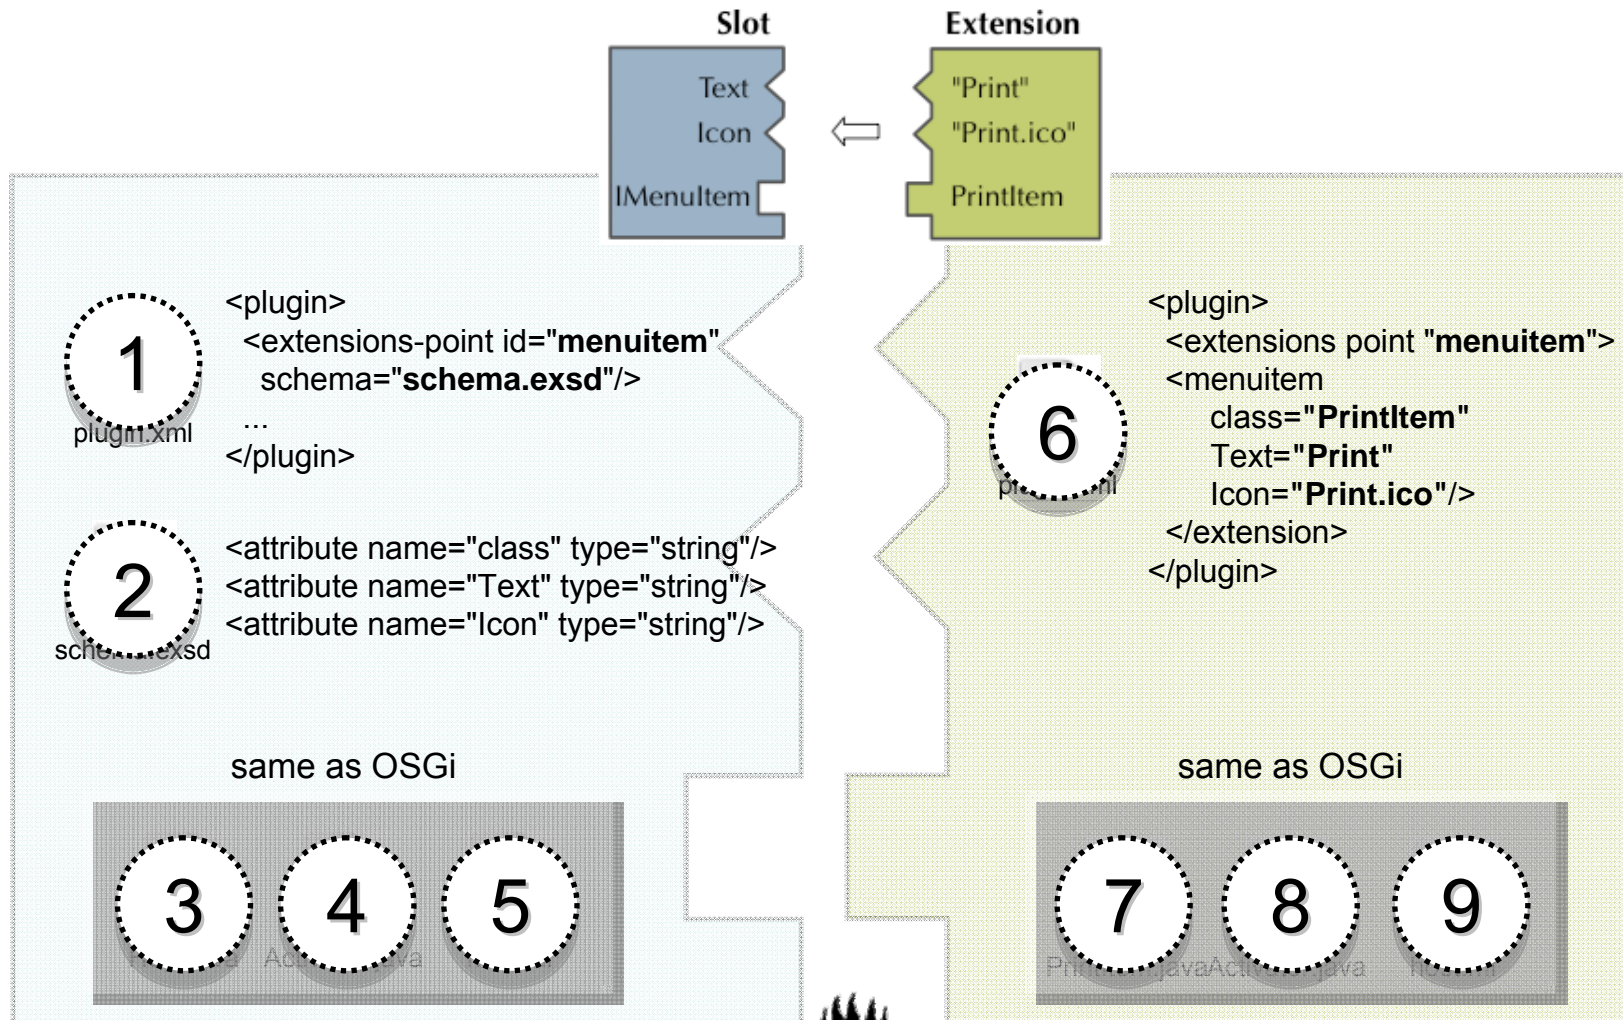 Slot
Extension
Text
Icon
IMenuItem
"Print"
"Print.ico"
PrintItem
1
plugin.xml
<plugin>
<extensions-point id="menuitem"
schema="schema.exsd"/>
...
</plugin>
2
<attribute name="class" type="string"/>
<attribute name="Text" type="string"/>
<attribute name="Icon" type="string"/>
same as OSGi
3
4
5
6
<plugin>
<extensions point "menuitem">
<menuitem
class="PrintItem"
Text="Print"
Icon="Print.ico"/>
</extension>
</plugin>
same as OSGi
7
8
9